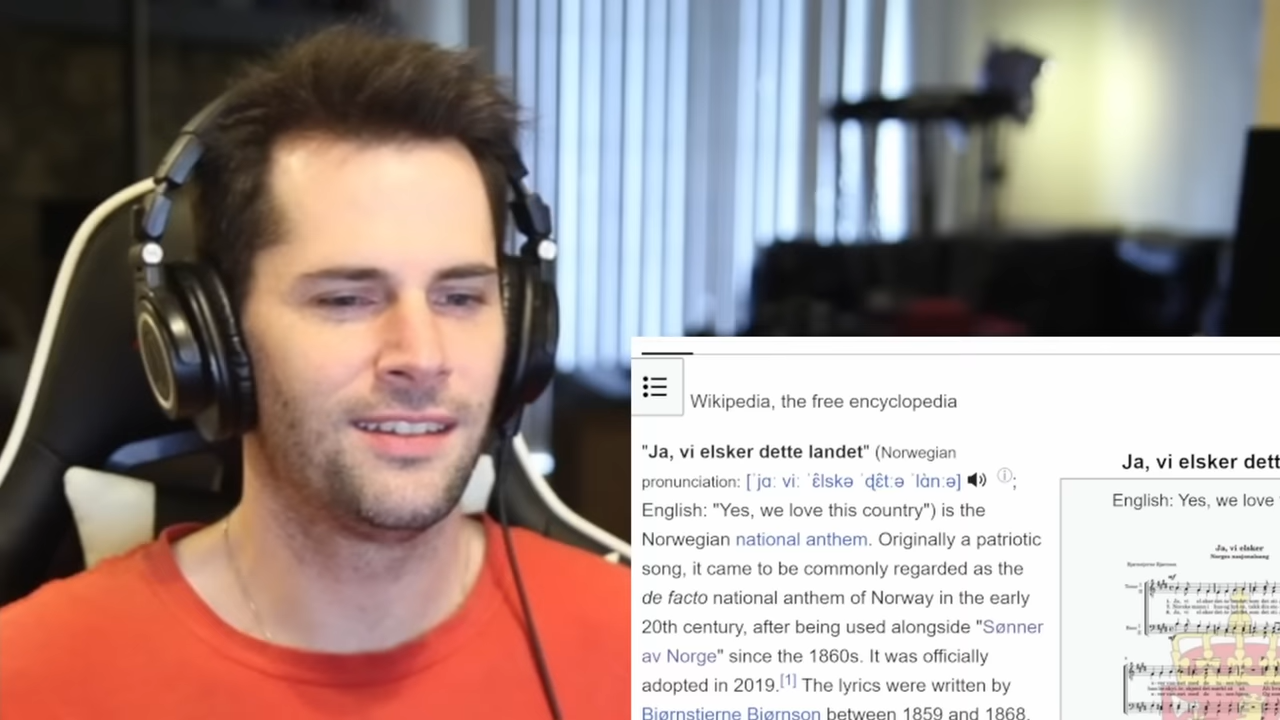 Wikipedia, the free encyclopedia
"Ja, vi elsker dette landet" (Norwegian
pronunciation: [ˈjɑː viː ˈɛ̂lskə ˈɖɛ̂tːə ˈlɑ̀nːə] ;
English: "Yes, we love this country") is the
Norwegian national anthem. Originally a patriotic
song, it came to be commonly regarded as the
de facto national anthem of Norway in the early
20th century, after being used alongside "Sønner
av Norge" since the 1860s. It was officially
adopted in 2019.[1] The lyrics were written by
Bjørnstjerne Bjørnson between 1859 and 1868,
Ja, vi elsker dett
English: Yes, we love
Ja, vi elsker
Norges nasjonalsang